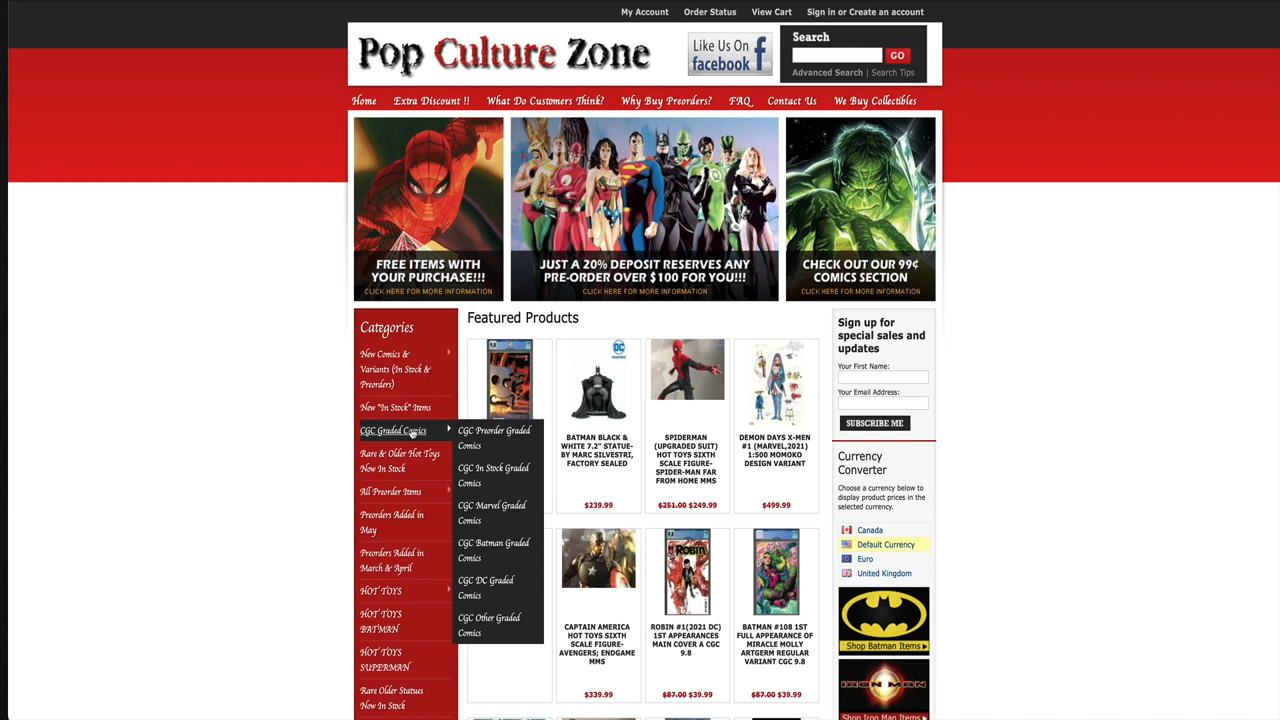 My Account Order Status View Cart Sign in or Create an account
Pop Culture Zone
Like Us On
facebook
Search
GO
Advanced Search | Search Tips
Home Extra Discount !! What Do Customers Think? Why Buy Preorders? FAQ Contact Us We Buy Collectibles
FREE ITEMS WITH
YOUR PURCHASE!!!
CLICK HERE FOR MORE INFORMATION
JUST A 20% DEPOSIT RESERVES ANY
PRE-ORDER OVER $100 FOR YOU!!!
CLICK HERE FOR MORE INFORMATION
CHECK OUT OUR 99¢
COMICS SECTION
CLICK HERE FOR MORE INFORMATION
Categories
New Comics &
Variants (In Stock &
Preorders)
New "In Stock" Items
CGC Graded Comics
Rare & Older Hot Toys
Now In Stock
All Preorder Items
Preorders Added in
May
Preorders Added in
March & April
HOT TOYS
HOT TOYS
BATMAN
HOT TOYS
SUPERMAN
Rare Older Statues
Now In Stock
CGC Preorder Graded
Comics
CGC In Stock Graded
Comics
CGC Marvel Graded
Comics
CGC Batman Graded
Comics
CGC DC Graded
Comics
CGC Other Graded
Comics
Featured Products
DC
BATMAN BLACK &
WHITE 7.2" STATUE-
BY MARC SILVESTRI,
FACTORY SEALED
$239.99
SPIDERMAN
(UPGRADED SUIT)
HOT TOYS SIXTH
SCALE FIGURE-
SPIDER-MAN FAR
FROM HOME MMS
$251.00 $249.99
DEMON DAYS X-MEN
#1 (MARVEL,2021)
1:500 MOMOKO
DESIGN VARIANT
$499.99
CAPTAIN AMERICA
HOT TOYS SIXTH
SCALE FIGURE-
AVENGERS; ENDGAME
MMS
$339.99
ROBIN
ROBIN #1(2021 DC)
1ST APPEARANCES
MAIN COVER A CGC
9.8
$87.00 $39.99
BATMAN #108 1ST
FULL APPEARANCE OF
MIRACLE MOLLY
ARTGERM REGULAR
VARIANT CGC 9.8
$87.00 $39.99
Sign up for
special sales and
updates
Your First Name:
Your Email Address:
SUBSCRIBE ME
Currency
Converter
Choose a currency below to
display product prices in the
selected currency.
Canada
Default Currency
Euro
United Kingdom
Shop Batman Items
IRON MAN
Shop Iron Man Items